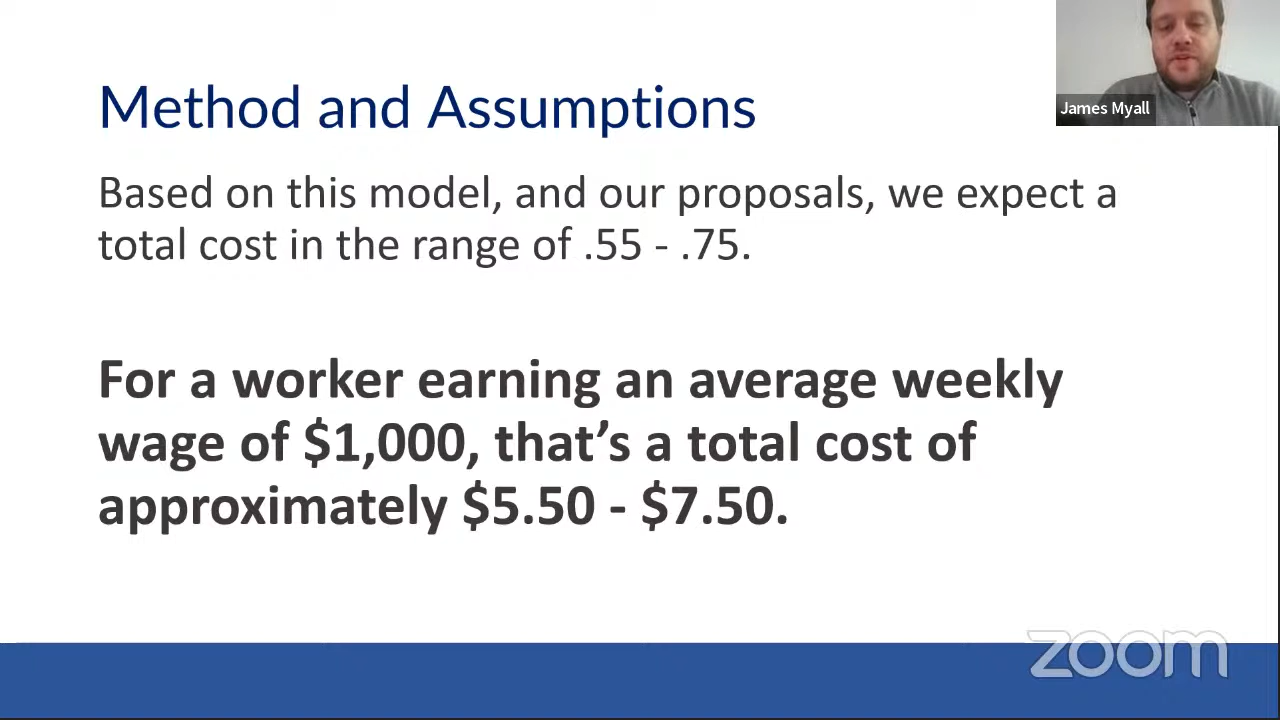 Method and Assumptions
James Myall
Based on this model, and our proposals, we expect a
total cost in the range of .55 - .75.
For a worker earning an average weekly
wage of $1,000, that’s a total cost of
approximately $5.50 - $7.50.
zoom